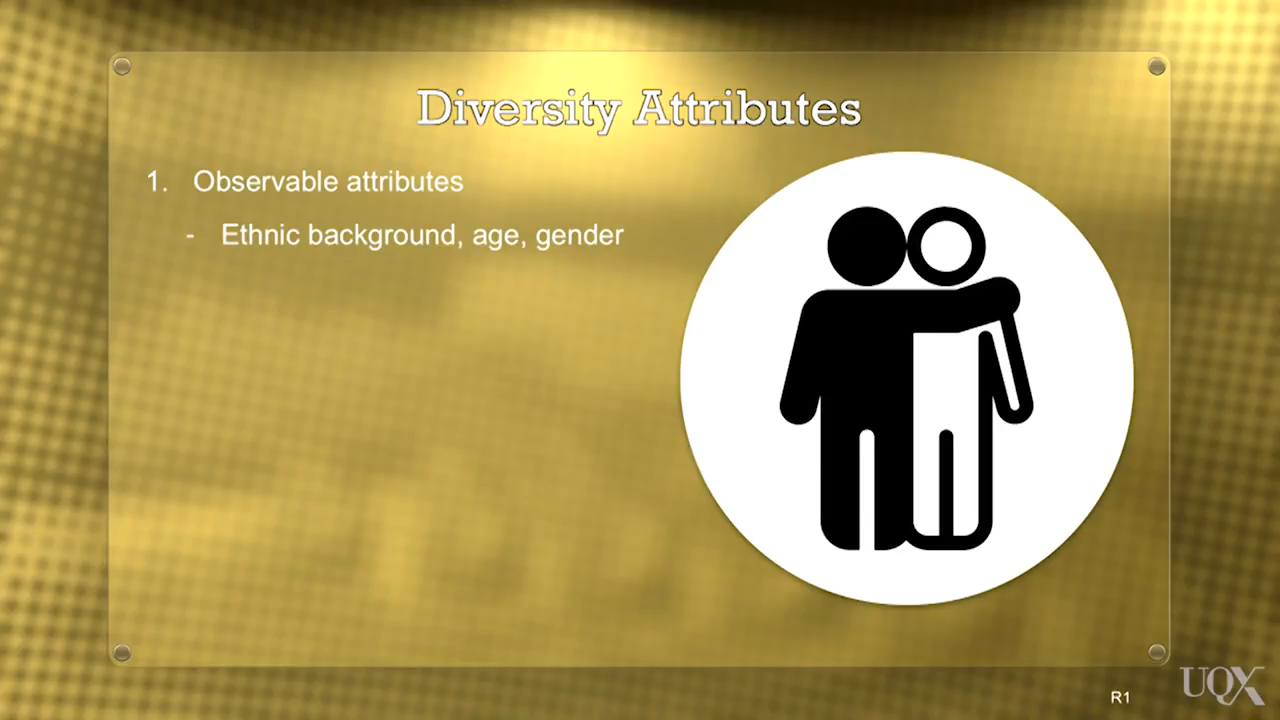 Diversity Attributes
1. Observable attributes
- Ethnic background, age, gender
R1
UQX